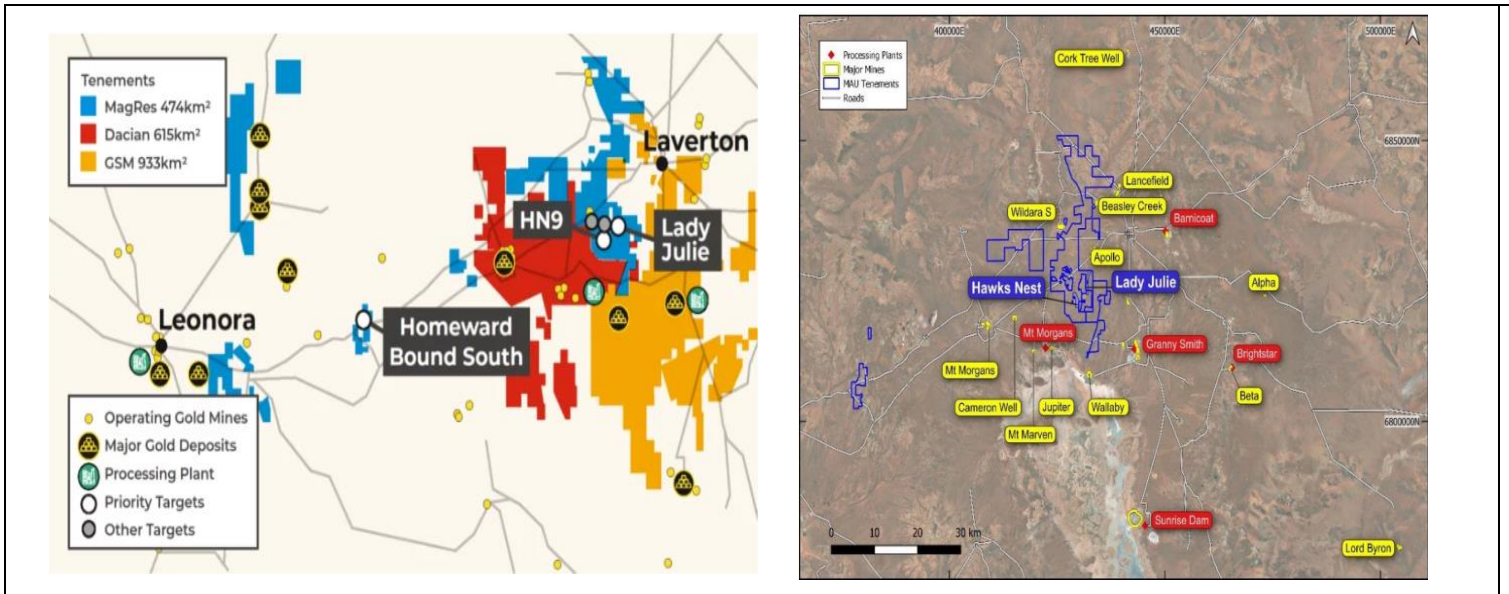 Tenements
MagRes 474km²
Dacian 615km²
GSM 933km²
Laverton
HN9
Lady
Julie
Leonora
Homeward
Bound South
Operating Gold Mines
Major Gold Deposits
Processing Plant
Priority Targets
Other Targets
400000E
450000E
500000E
Processing Plants
Major Mines
MAU Tenements
Roads
Cork Tree Well
6850000N
Lancefield
Beasley Creek
Wildara S
Barnicoat
Apollo
Hawks Nest
Lady Julie
Alpha
Mt Morgans
Granny Smith
Brightstar
Mt Morgans
Cameron Well
Jupiter
Wallaby
Beta
Mt Marven
6800000N
Sunrise Dam
0 10 20 30 km
Lord Byron